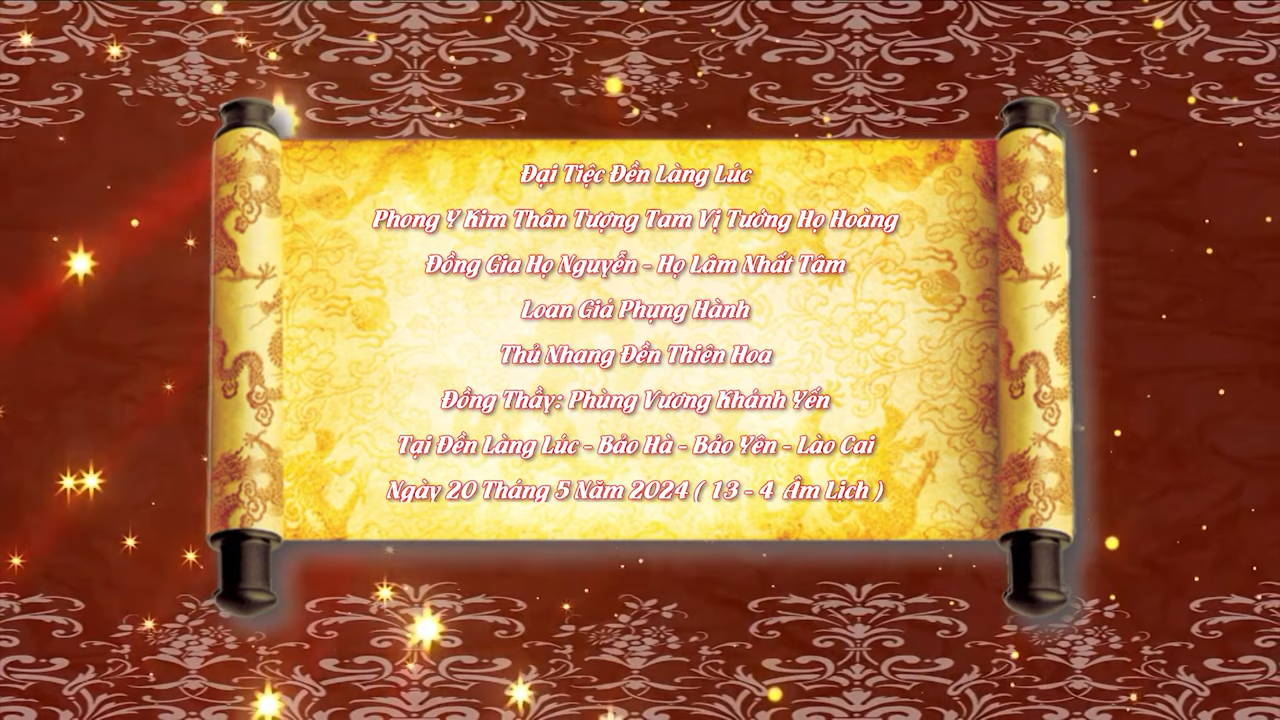 Đại Tiệc Đền Làng Lúc
Phong Y Kim Thân Tượng Tam Vị Tướng Họ Hoàng
Đồng Gia Họ Nguyễn - Họ Lâm Nhất Tâm
Loan Giá Phụng Hành
Thủ Nhang Đền Thiên Hoa
Đồng Thầy: Phùng Vương Khánh Yến
Tại Đền Làng Lúc - Bảo Hà - Bảo Yên - Lào Cai
Ngày 20 Tháng 5 Năm 2024 ( 13 - 4 Âm Lịch )